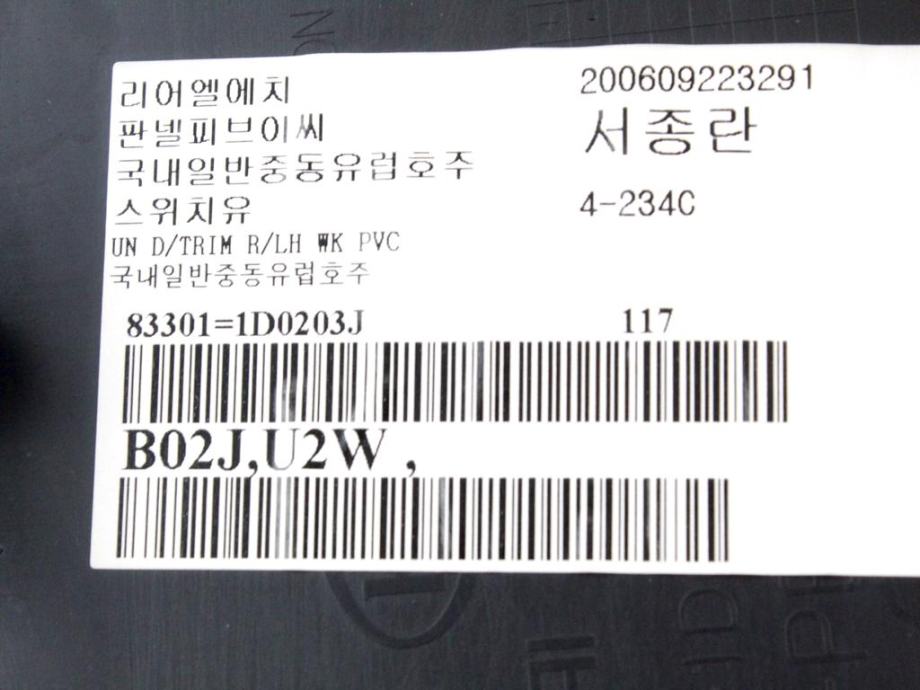 리어엘에치 200609223291
판넬피브이씨 서종란
국내일반중동유럽호주
스위치유 4-234C
UN D/TRIM R/LH WK PVC
국내일반중동유럽호주
83301=1D0203J 117
B02J,U2W ,